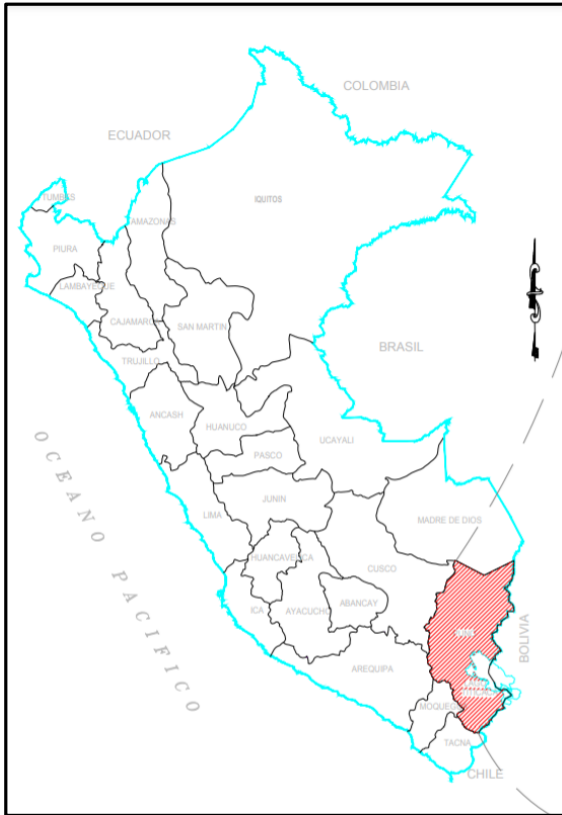 COLOMBIA
ECUADOR
TUMBES
AMAZONAS
IQUITOS
PIURA
LAMBAYEQUE
CAJAMARCA
SAN MARTIN
BRASIL
TRUJILLO
ANCASH
HUANUCO
UCAYALI
PASCO
OCEANO PACIFICO
JUNIN
LIMA
MADRE DE DIOS
HUANCAVELICA
CUSCO
ICA
AYACUCHO
ABANCAY
BOLIVIA
AREQUIPA
MOQUEGUA
TACNA
CHILE